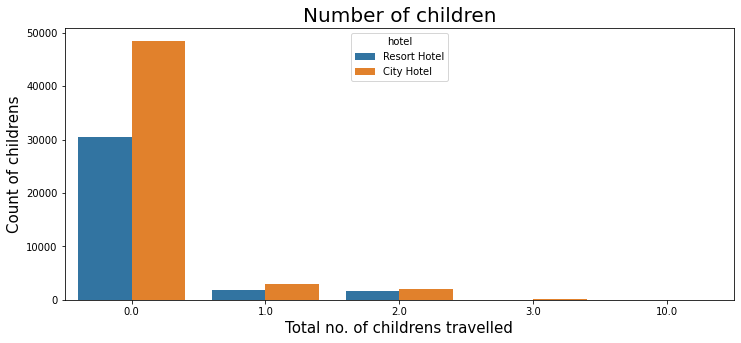 Number of children
hotel
Resort Hotel
City Hotel
Count of childrens
50000
40000
30000
20000
10000
0
0.0 1.0 2.0 3.0 10.0
Total no. of childrens travelled